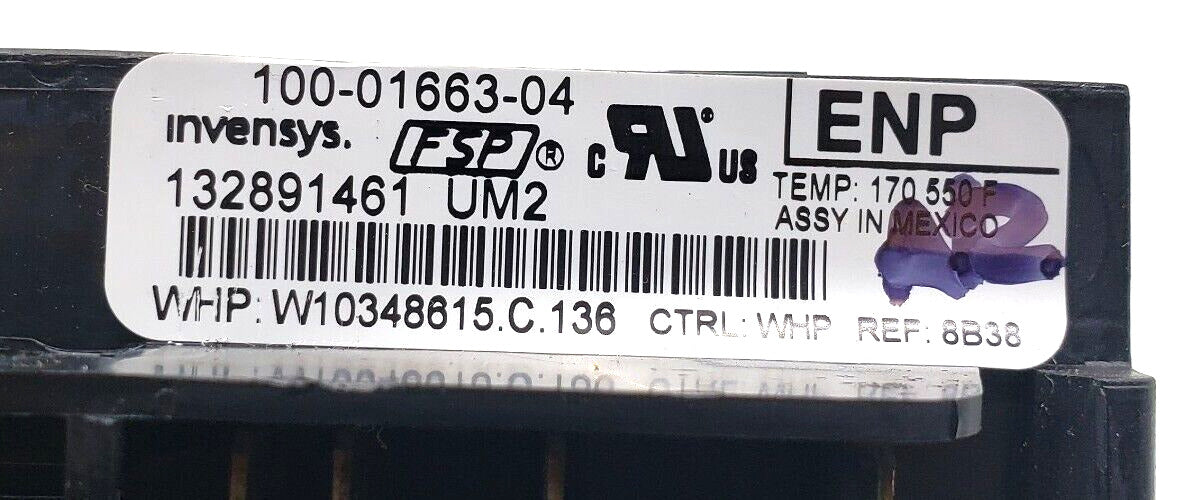 100-01663-04
invensys. FSP® c UR US
ENP
132891461 UM2
TEMP: 170 550 F
ASSY IN MEXICO
WHP: W10348615.C.136 CTRL: WHP REF: 8B38